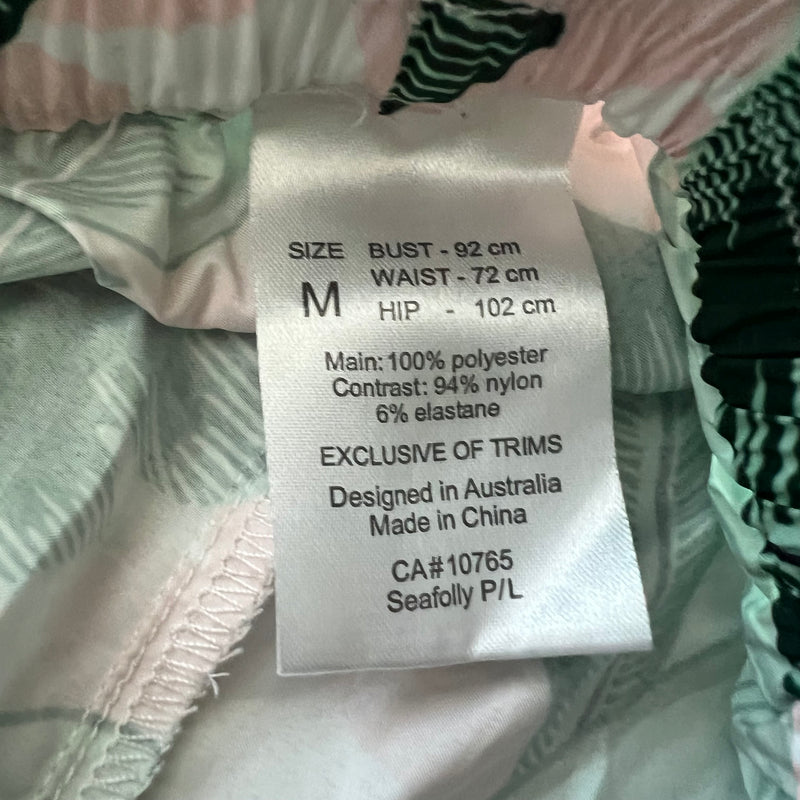 SIZE BUST - 92 cm
M WAIST - 72 cm
HIP - 102 cm
Main: 100% polyester
Contrast: 94% nylon
6% elastane
EXCLUSIVE OF TRIMS
Designed in Australia
Made in China
CA#10765
Seafolly P/L